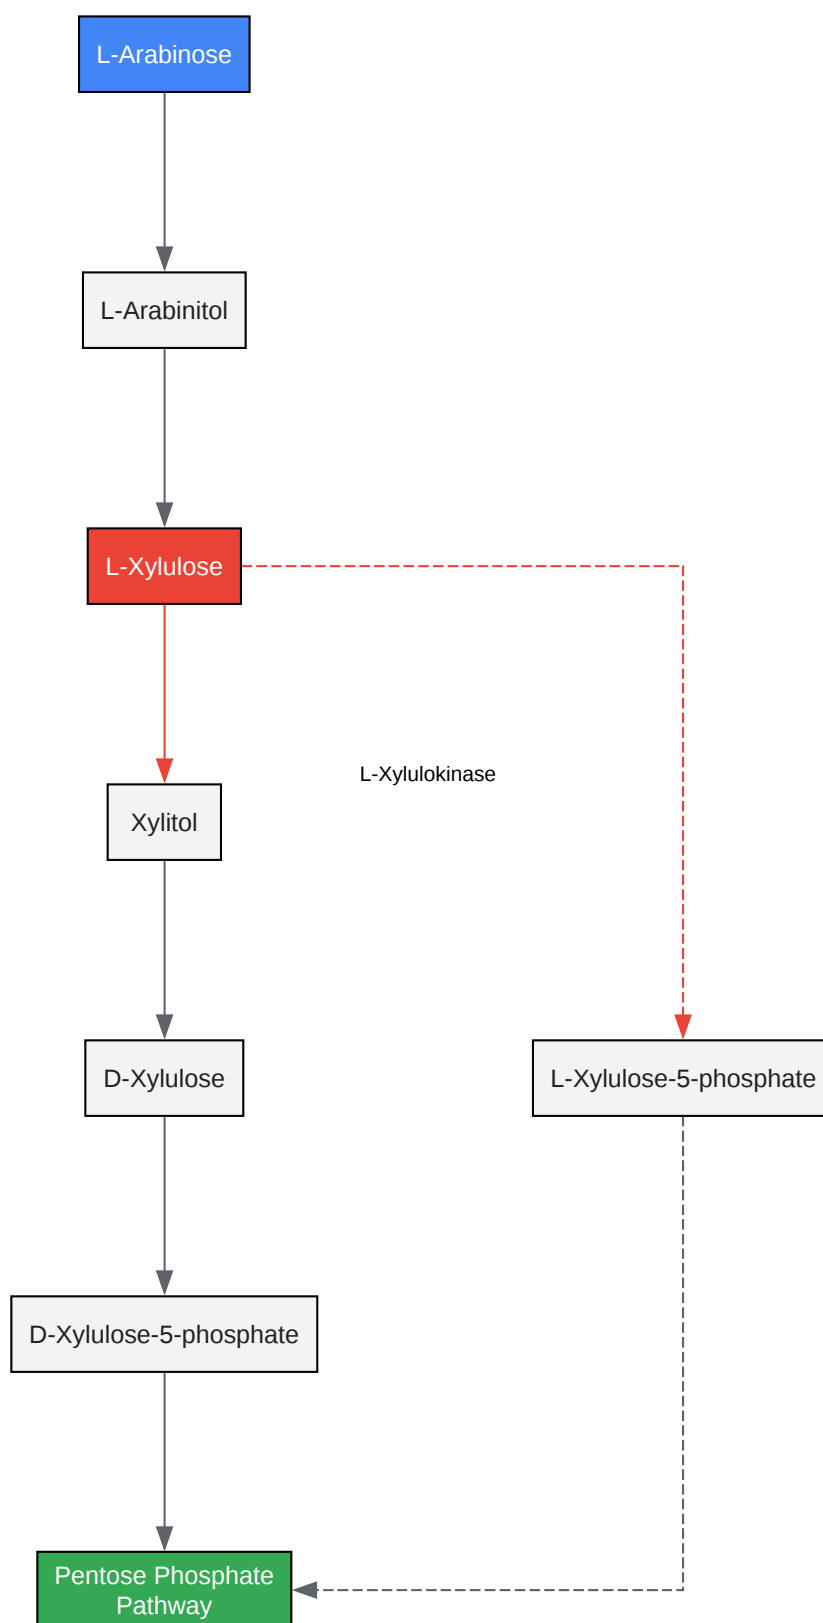 L-Arabinose
L-Arabinitol
L-Xylulose
L-Xylulokinase
Xylitol
D-Xylulose
L-Xylulose-5-phosphate
D-Xylulose-5-phosphate
Pentose Phosphate
Pathway